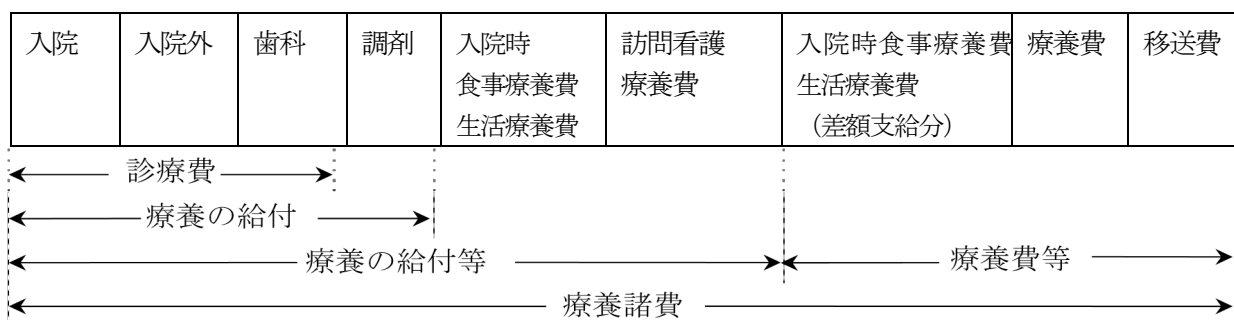 入院
入院外
歯科
調剤
入院時
食事療養費
生活療養費
訪問看護
療養費
入院時食事療養費
生活療養費
（差額支給分）
療養費
移送費
診療費
療養の給付
療養の給付等
療養費等
療養諸費